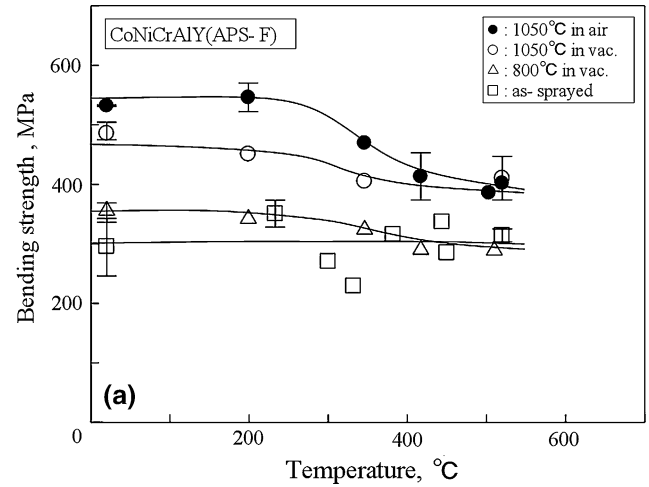 CoNiCrAlY(APS- F)
● : 1050℃ in air
○ : 1050℃ in vac.
△ : 800℃ in vac.
□ : as- sprayed
600
400
200
0
Bending strength , MPa
(a)
0
200
400
600
Temperature, ℃